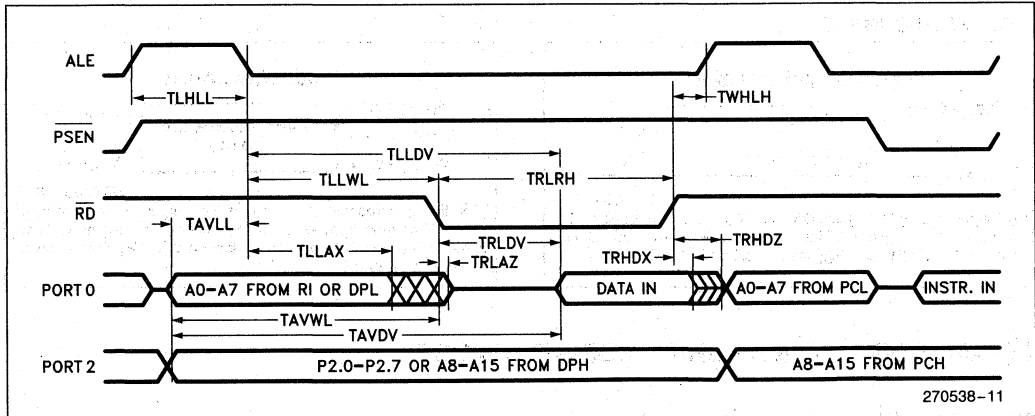 ALE
TLHLL
TWHLH
PSEN
TLLDV
TLLWL
TRLRH
RD
TAVLL
TLLAX
TRLDV
TRLAZ
TRHDX
TRHDZ
PORT 0
A0–A7 FROM RI OR DPL
DATA IN
A0–A7 FROM PCL
INSTR. IN
TAVWL
TAVDV
PORT 2
P2.0–P2.7 OR A8–A15 FROM DPH
A8–A15 FROM PCH
270538–11